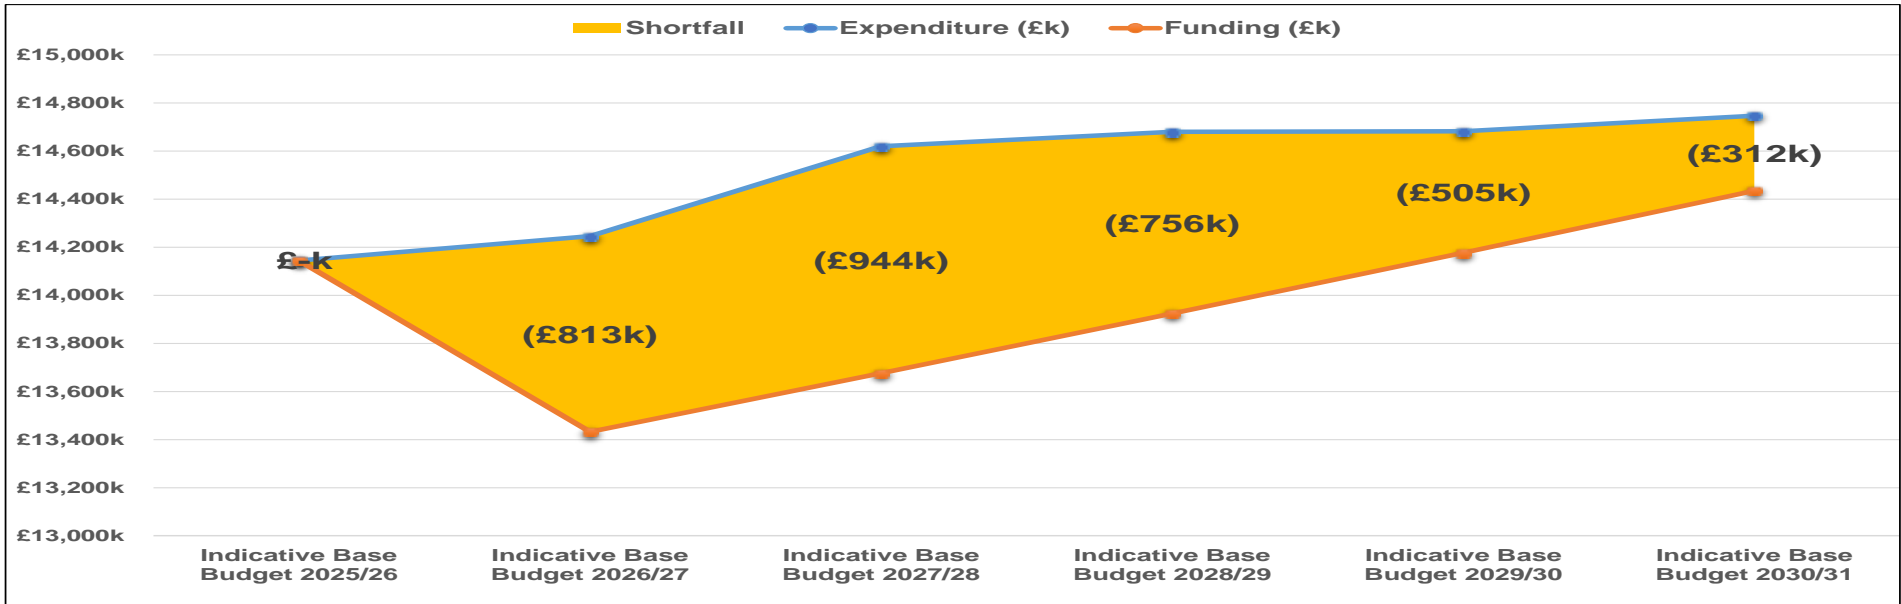 Shortfall Expenditure (£k) Funding (£k)
£15,000k
£14,800k
£14,600k
£14,400k
£14,200k
£14,000k
£13,800k
£13,600k
£13,400k
£13,200k
£13,000k
£-k
(£813k)
(£944k)
(£756k)
(£505k)
(£312k)
Indicative Base
Budget 2025/26
Indicative Base
Budget 2026/27
Indicative Base
Budget 2027/28
Indicative Base
Budget 2028/29
Indicative Base
Budget 2029/30
Indicative Base
Budget 2030/31